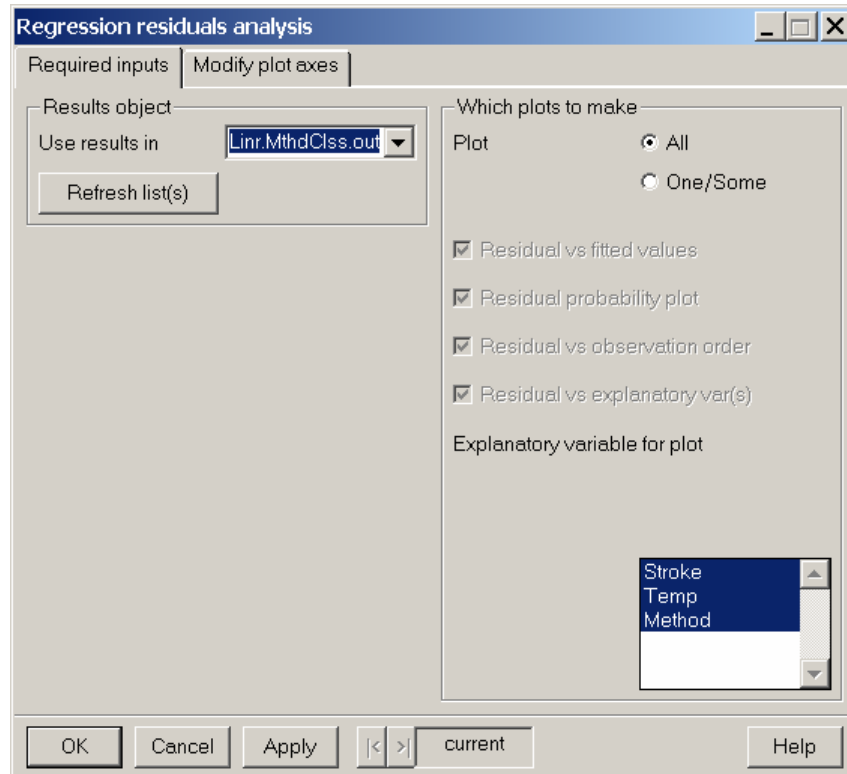 Regression residuals analysis
Required inputs
Modify plot axes
Results object
Use results in
Linr.MthdClss.out
Refresh list(s)
Which plots to make
Plot
All
One/Some
Residual vs fitted values
Residual probability plot
Residual vs observation order
Residual vs explanatory var(s)
Explanatory variable for plot
Stroke
Temp
Method
OK
Cancel
Apply
|<
>|
current
Help